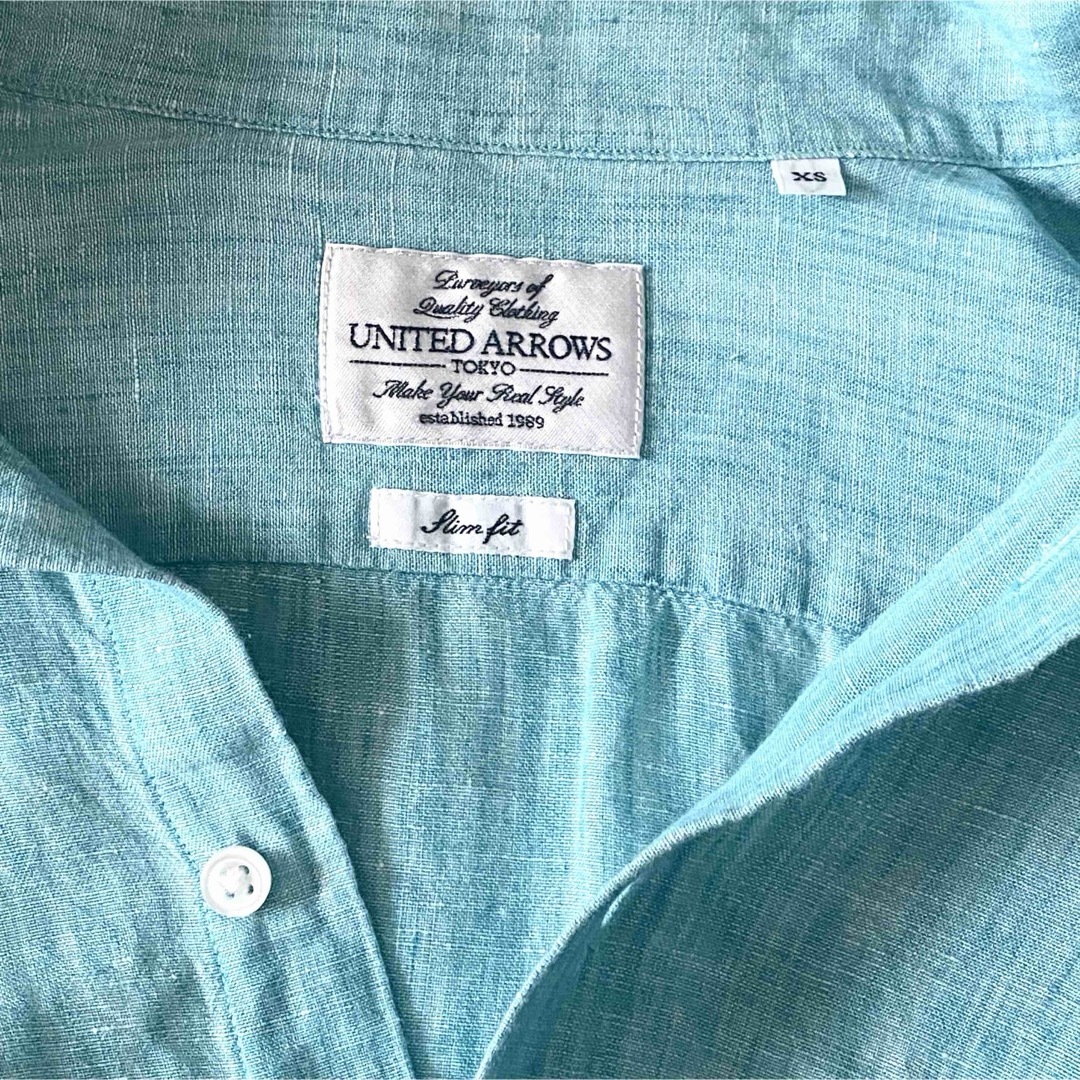 XS
Purveyors of
Quality Clothing
UNITED ARROWS
TOKYO
Make Your Real Style
established 1989
Slim fit